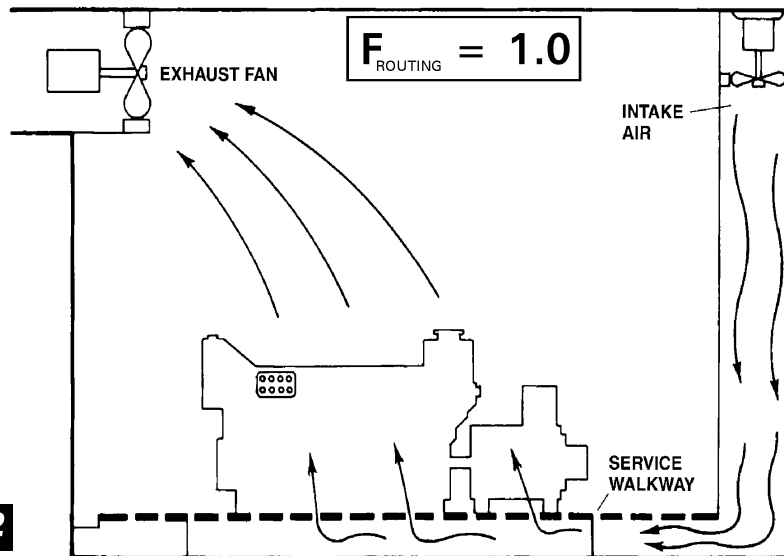 F ROUTING = 1.0
EXHAUST FAN
INTAKE
AIR
SERVICE
WALKWAY